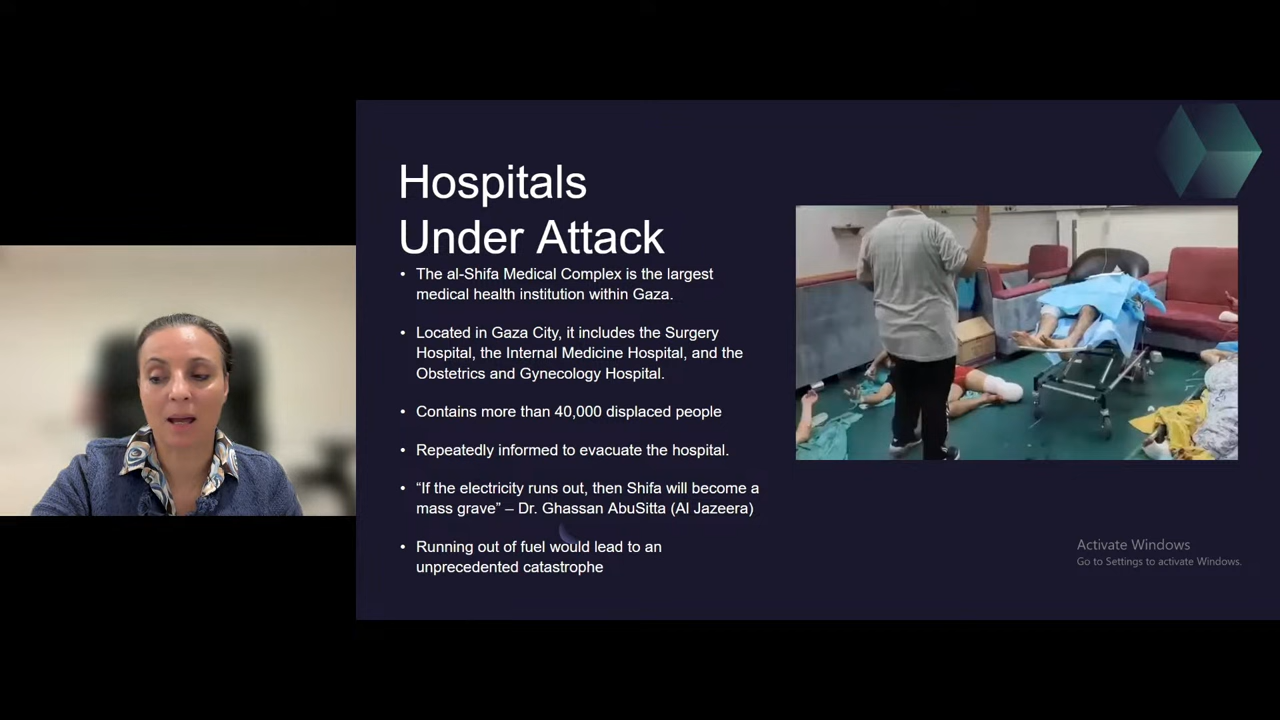 Hospitals
Under Attack
• The al-Shifa Medical Complex is the largest
medical health institution within Gaza.
• Located in Gaza City, it includes the Surgery
Hospital, the Internal Medicine Hospital, and the
Obstetrics and Gynecology Hospital.
• Contains more than 40,000 displaced people
• Repeatedly informed to evacuate the hospital.
• “If the electricity runs out, then Shifa will become a
mass grave” – Dr. Ghassan AbuSitta (Al Jazeera)
• Running out of fuel would lead to an
unprecedented catastrophe
Activate Windows
Go to Settings to activate Windows.